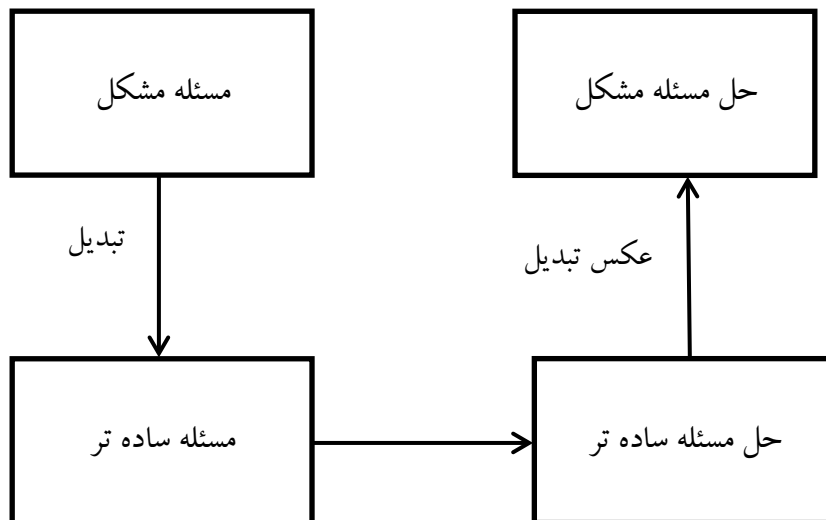 مسئله مشکل
حل مسئله مشکل
تبدیل
عکس تبدیل
مسئله ساده تر
حل مسئله ساده تر